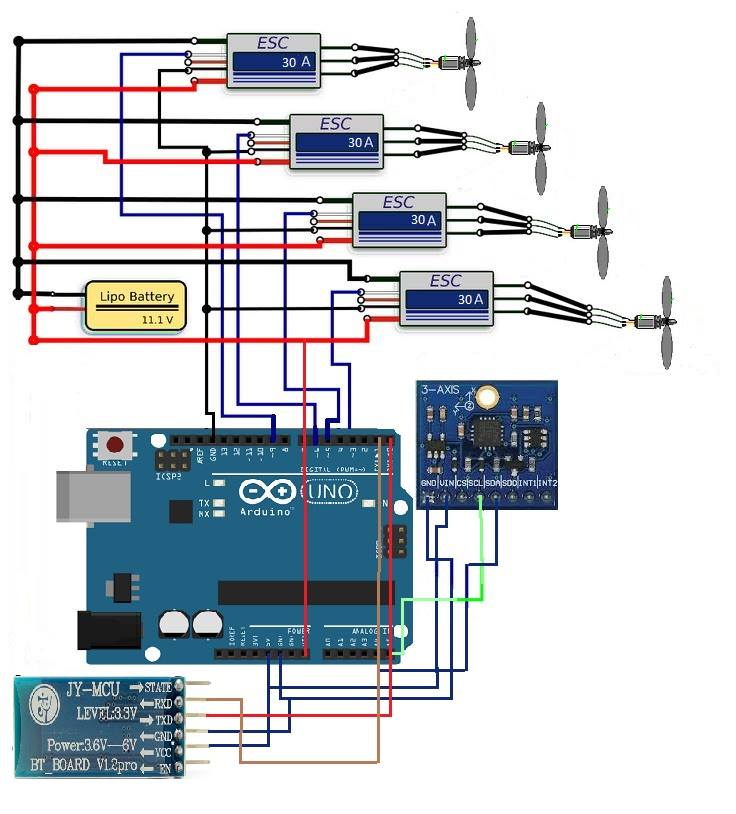 ESC
30 A
ESC
30 A
ESC
30 A
ESC
30 A
Lipo Battery
11.1 V
3-AXIS
GND VIN CS SCL SDA SDO INT1 INT2
RESET
ICSP2
AREF
GND
13
12
11
10
9
8
DIGITAL (PWM~)
L
TX
RX
Arduino
UNO
IOREF
RESET
3V3
5V
GND
GND
POWER
ANALOG IN
A0
A1
A2
A3
JY-MCU
STATE
RXD
LEVEL:3.3V
TXD
GND
Power:3.6V—6V
VCC
BT_BOARD V1.2pro
EN